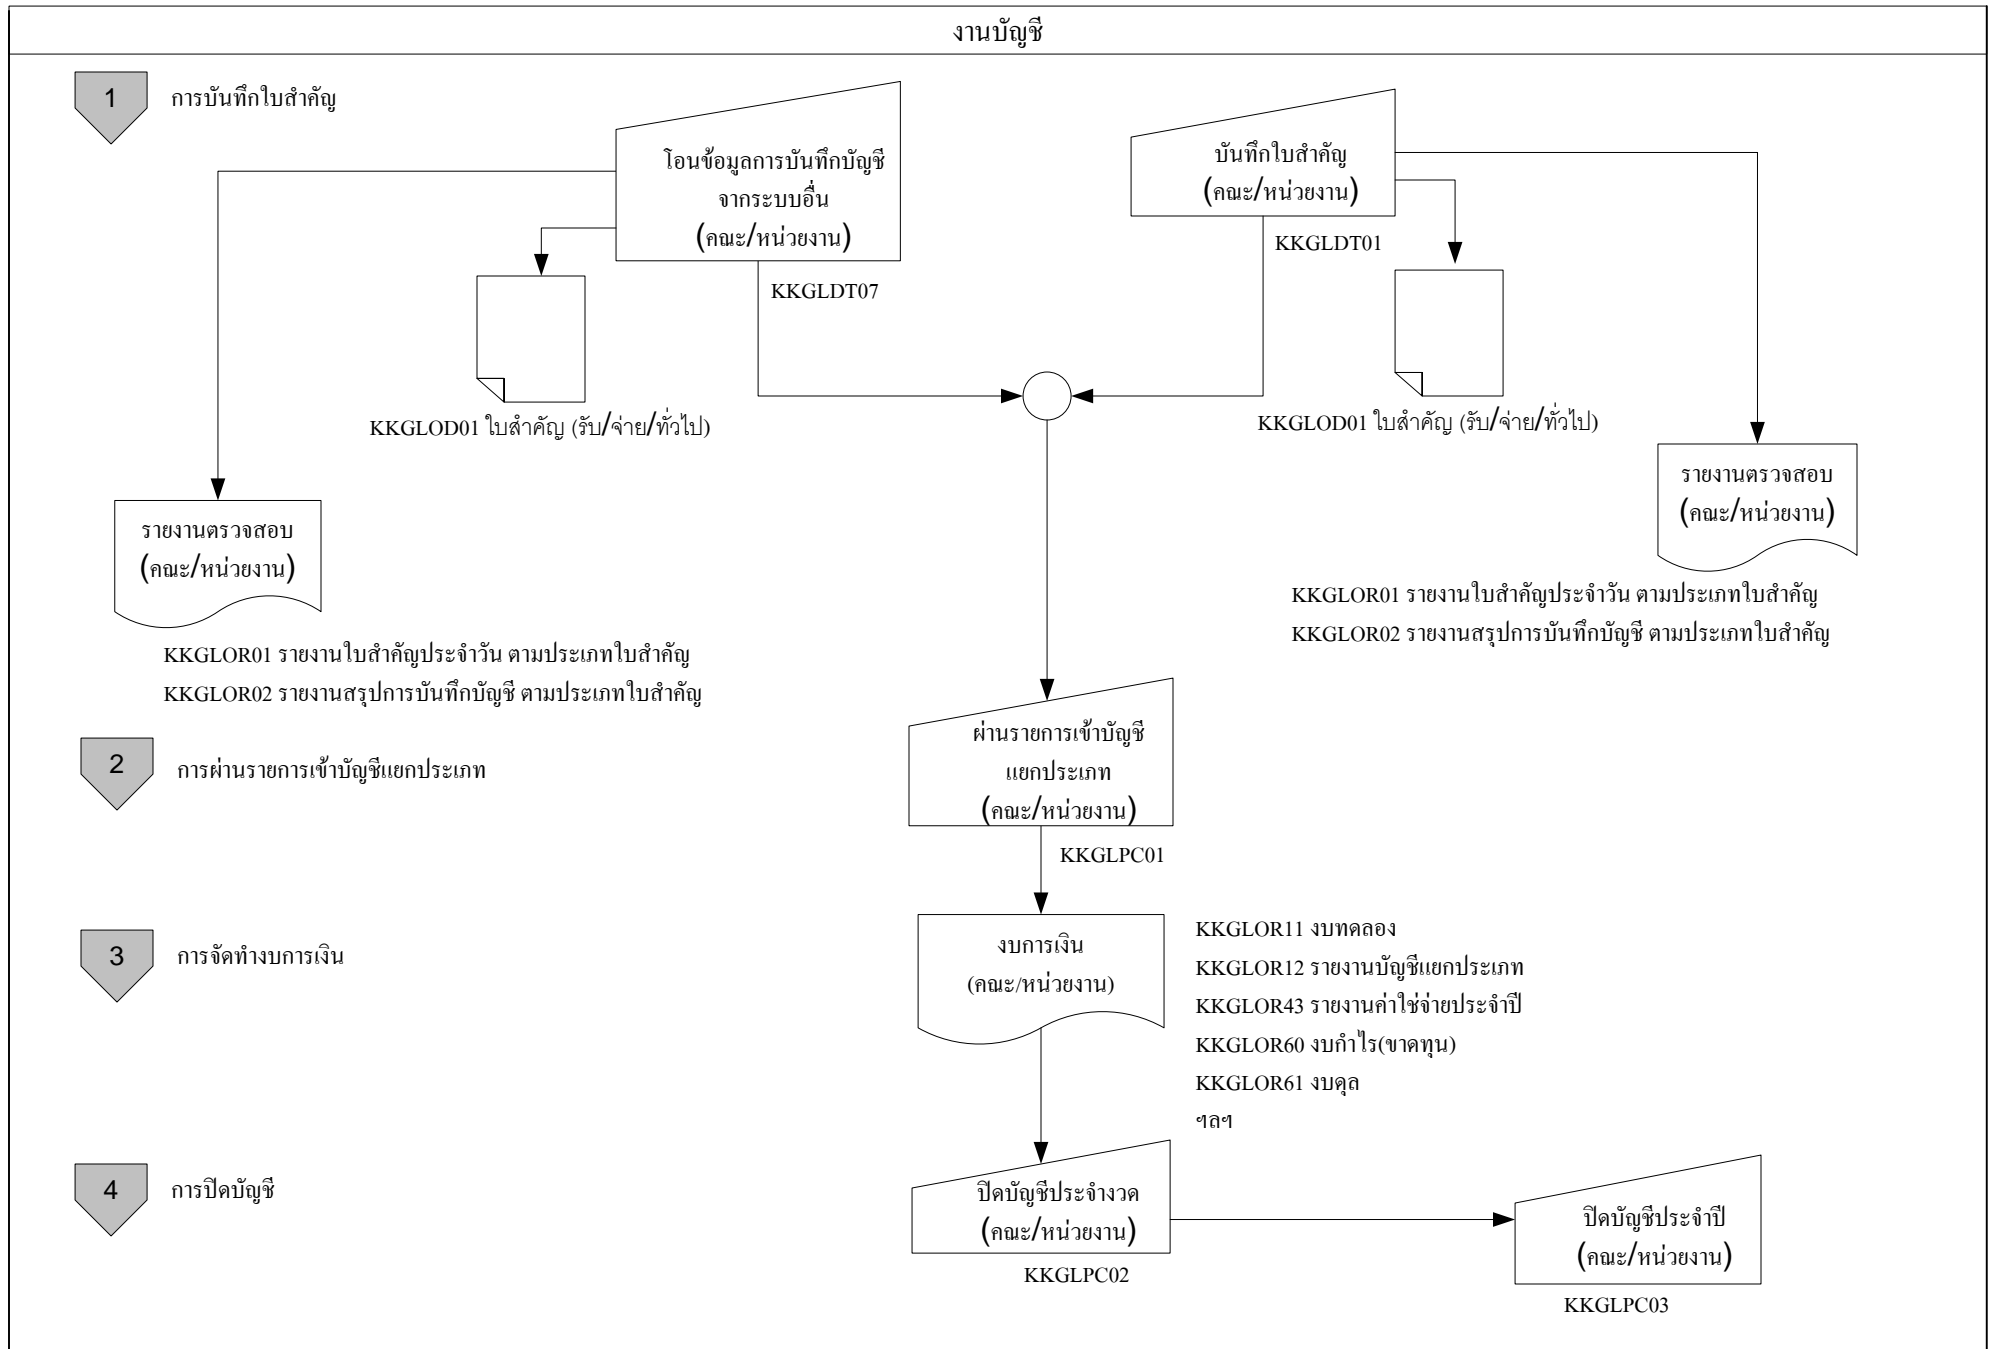 งานบัญชี
1
การบันทึกใบสำคัญ
โอนข้อมูลการบันทึกบัญชี
จากระบบอื่น
(คณะ/หน่วยงาน)
KKGLDT07
บันทึกใบสำคัญ
(คณะ/หน่วยงาน)
KKGLDT01
KKGLOD01 ใบสำคัญ (รับ/จ่าย/ทั่วไป)
KKGLOD01 ใบสำคัญ (รับ/จ่าย/ทั่วไป)
รายงานตรวจสอบ
(คณะ/หน่วยงาน)
KKGLOR01 รายงานใบสำคัญประจำวัน ตามประเภทใบสำคัญ
KKGLOR02 รายงานสรุปการบันทึกบัญชี ตามประเภทใบสำคัญ
รายงานตรวจสอบ
(คณะ/หน่วยงาน)
KKGLOR01 รายงานใบสำคัญประจำวัน ตามประเภทใบสำคัญ
KKGLOR02 รายงานสรุปการบันทึกบัญชี ตามประเภทใบสำคัญ
2
การผ่านรายการเข้าบัญชีแยกประเภท
ผ่านรายการเข้าบัญชี
แยกประเภท
(คณะ/หน่วยงาน)
KKGLPC01
3
การจัดทำงบการเงิน
งบการเงิน
(คณะ/หน่วยงาน)
KKGLOR11 งบทดลอง
KKGLOR12 รายงานบัญชีแยกประเภท
KKGLOR43 รายงานค่าใช่จ่ายประจำปี
KKGLOR60 งบกำไร(ขาดทุน)
KKGLOR61 งบดุล
ฯลฯ
4
การปิดบัญชี
ปิดบัญชีประจำงวด
(คณะ/หน่วยงาน)
KKGLPC02
ปิดบัญชีประจำปี
(คณะ/หน่วยงาน)
KKGLPC03